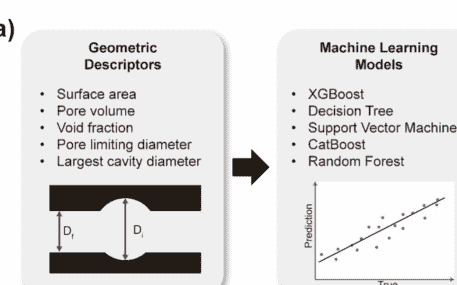 a)
Geometric
Descriptors
• Surface area
• Pore volume
• Void fraction
• Pore limiting diameter
• Largest cavity diameter
Df
Di
Machine Learning
Models
• XGBoost
• Decision Tree
• Support Vector Machine
• CatBoost
• Random Forest
Prediction
True